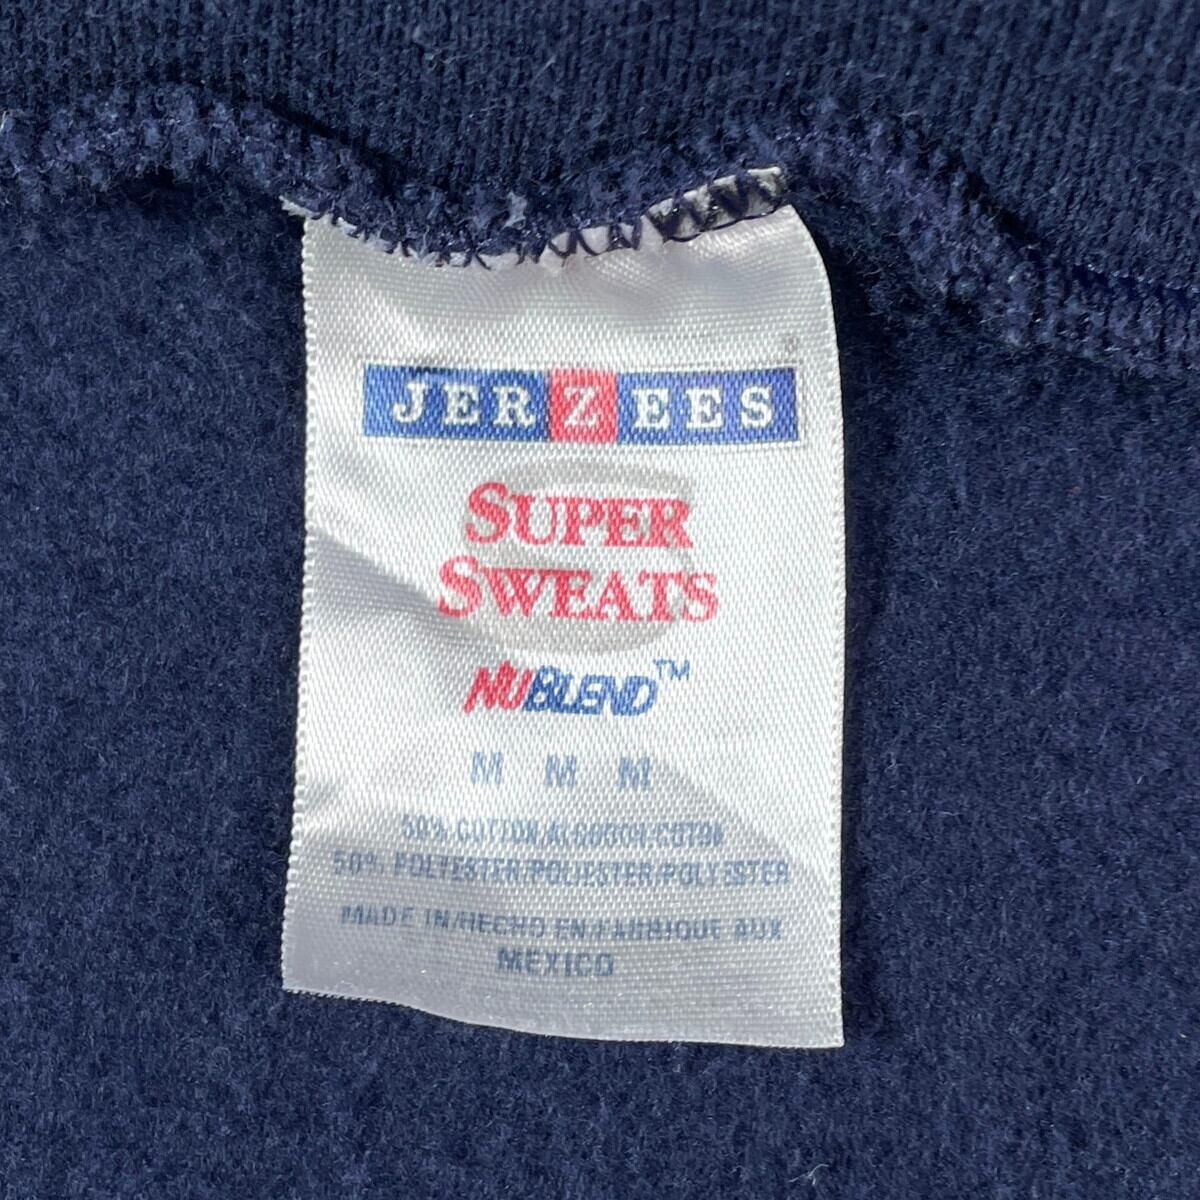 JERZEES
SUPER
SWEATS
NUBLEND™
M M M
50% COTTON/ALGODON/COTON
50% POLYESTER/POLIESTER/POLYESTER
MADE IN/HECHO EN/FABRIQUE AUX
MEXICO